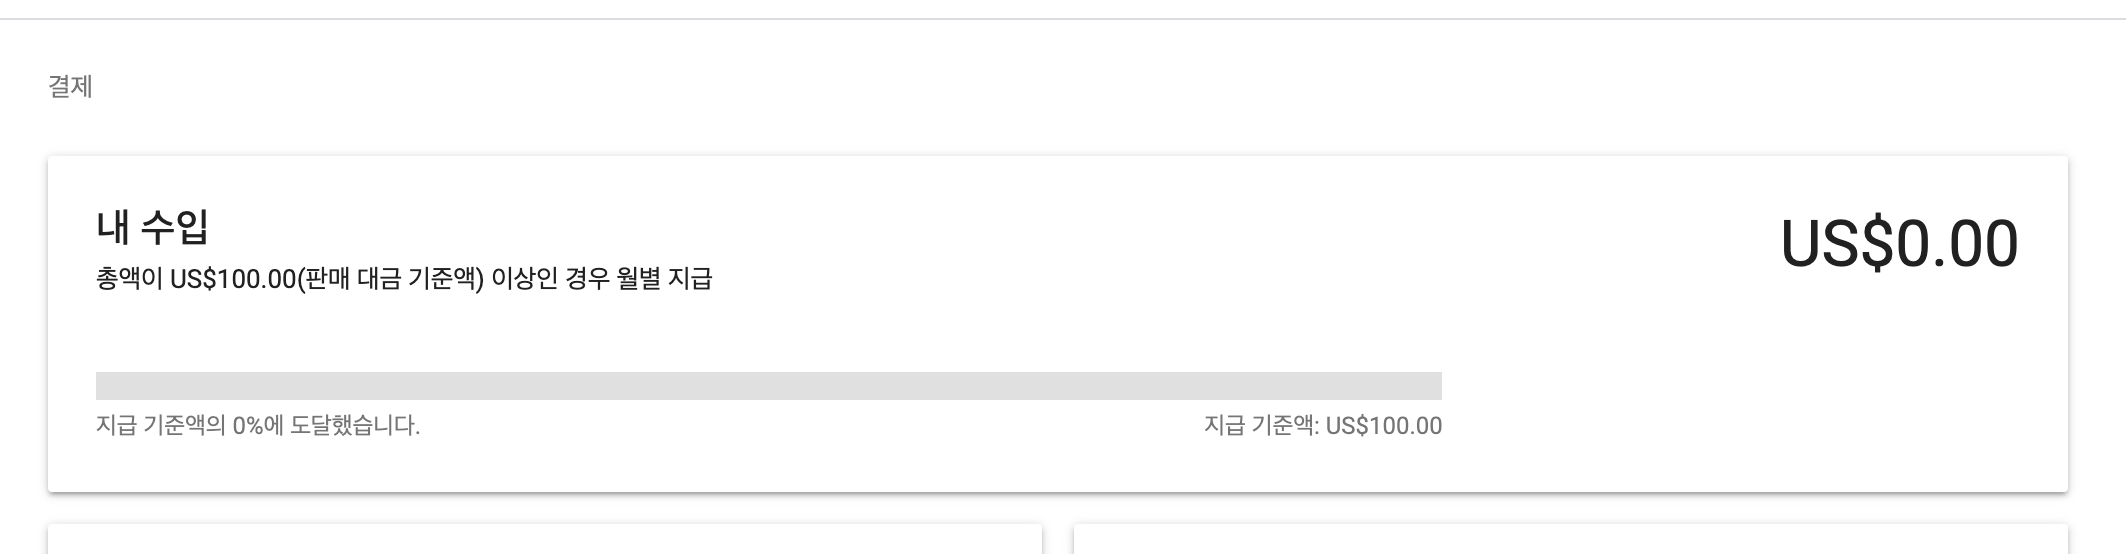 결제
내 수입
US$0.00
총액이 US$100.00(판매 대금 기준액) 이상인 경우 월별 지급
지급 기준액의 0%에 도달했습니다.
지급 기준액: US$100.00